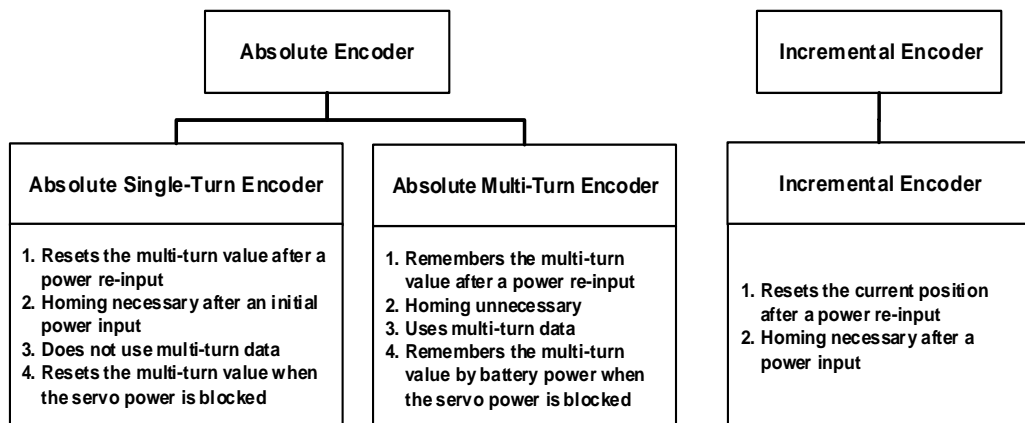 Absolute Encoder
Incremental Encoder
Absolute Single-Turn Encoder
1. Resets the multi-turn value after a
power re-input
2. Homing necessary after an initial
power input
3. Does not use multi-turn data
4. Resets the multi-turn value when
the servo power is blocked
Absolute Multi-Turn Encoder
1. Remembers the multi-turn
value after a power re-input
2. Homing unnecessary
3. Uses multi-turn data
4. Remembers the multi-turn
value by battery power when
the servo power is blocked
Incremental Encoder
1. Resets the current position
after a power re-input
2. Homing necessary after a
power input